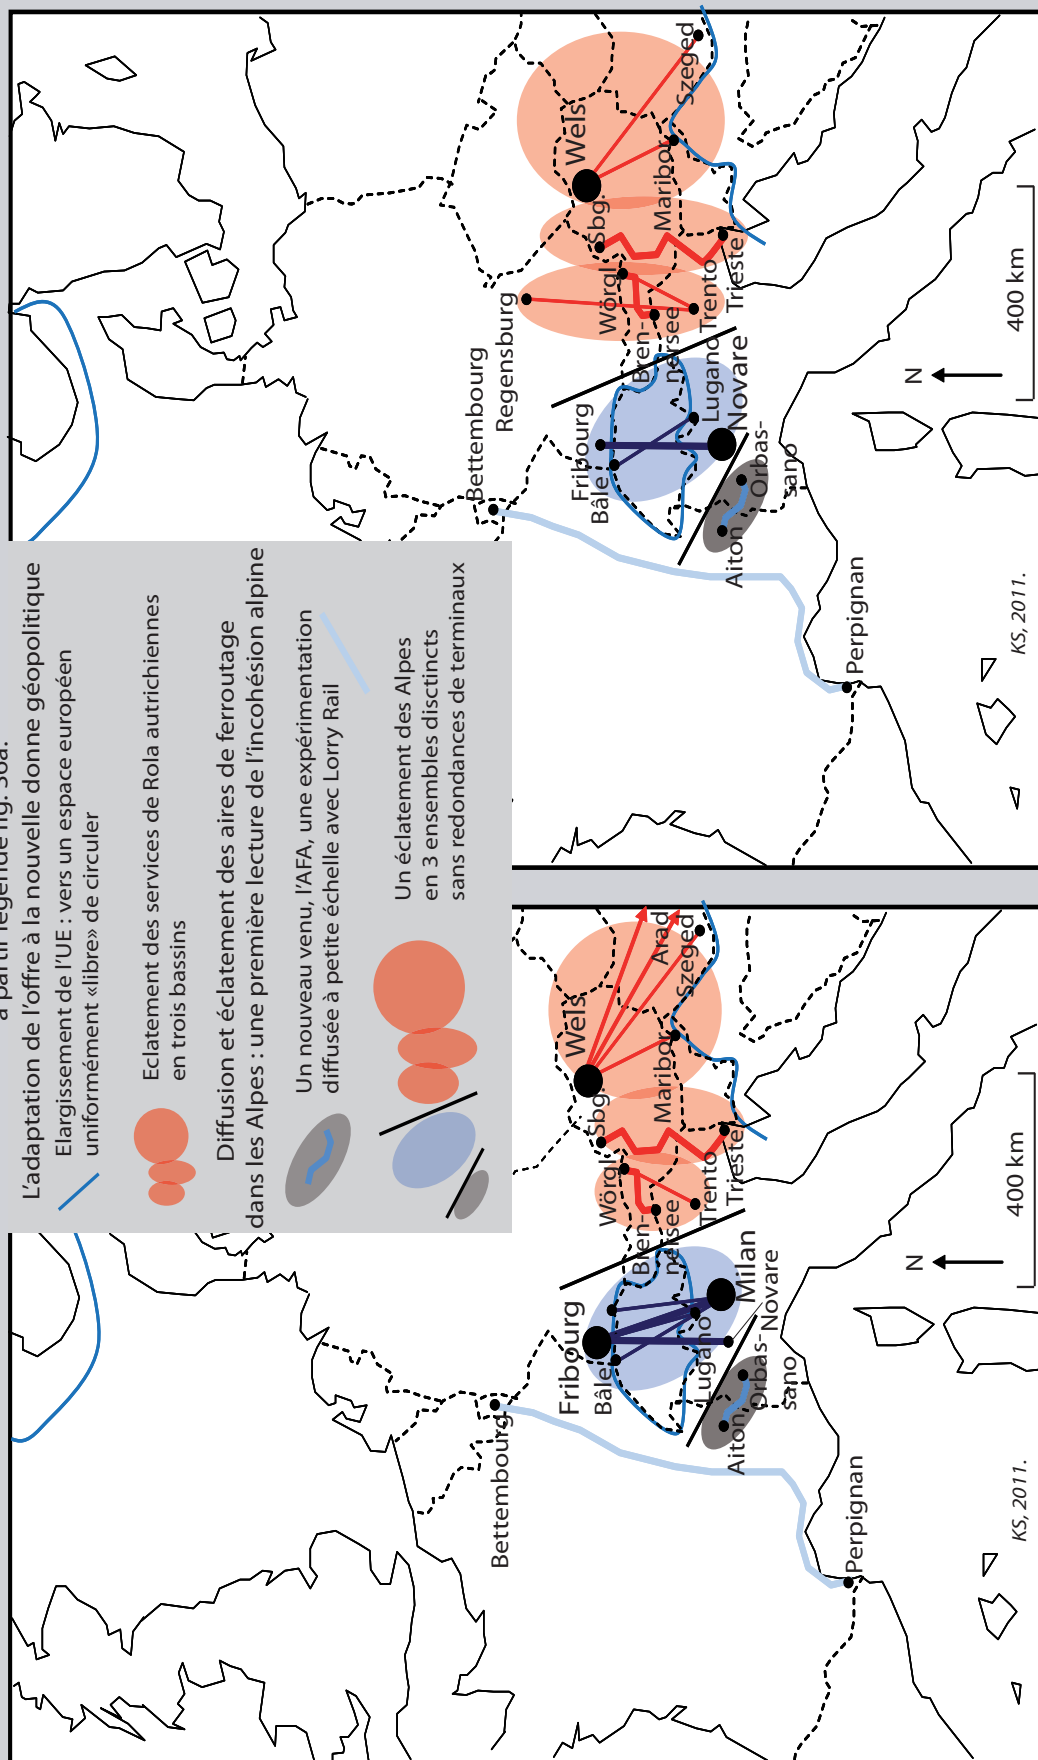 à partir légende fig.
L'adaptation de l'offre à la nouvelle donne géopolitique
Elargissement de l'UE : vers un espace européen
uniformément «libre» de circuler
Eclatement des services de Rola autrichiennes
en trois bassins
Diffusion et éclatement des aires de ferroutage
dans les Alpes : une première lecture de l'incohésion alpine
Un nouveau venu, l'AFA, une expérimentation
diffusée à petite échelle avec Lorry Rail
Un éclatement des Alpes
en 3 ensembles disctincts
sans redondances de terminaux
Bettembourg
Fribourg
Bâle
Wörgl
Sbg.
Wels
Bren-
nersee
Maribor
Arad
Szeged
Lugano
Trento
Trieste
Milan
Novare
Aiton
Orbas-
sano
Perpignan
N
400 km
KS, 2011.
Bettembourg
Regensburg
Fribourg
Bâle
Wörgl
Sbg.
Wels
Bren-
nersee
Maribor
Szeged
Lugano
Trento
Trieste
Novare
Aiton
Orbas-
sano
Perpignan
N
400 km
KS, 2011.